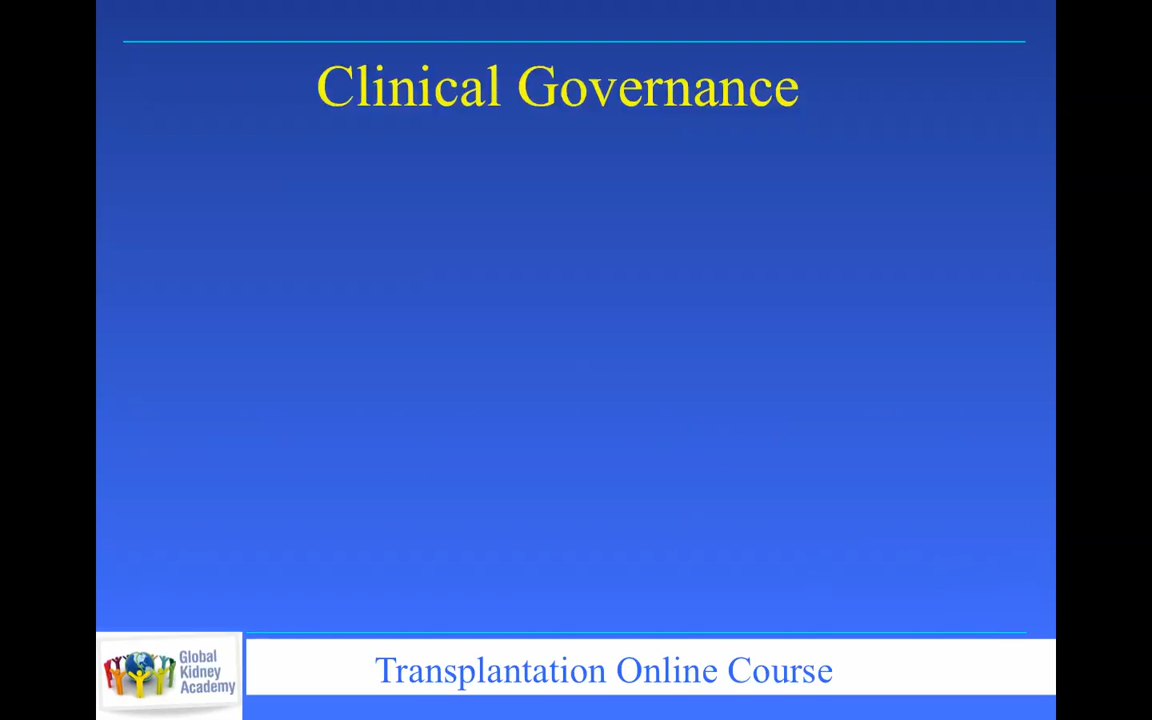 Clinical Governance
Global
Kidney
Academy
Transplantation Online Course